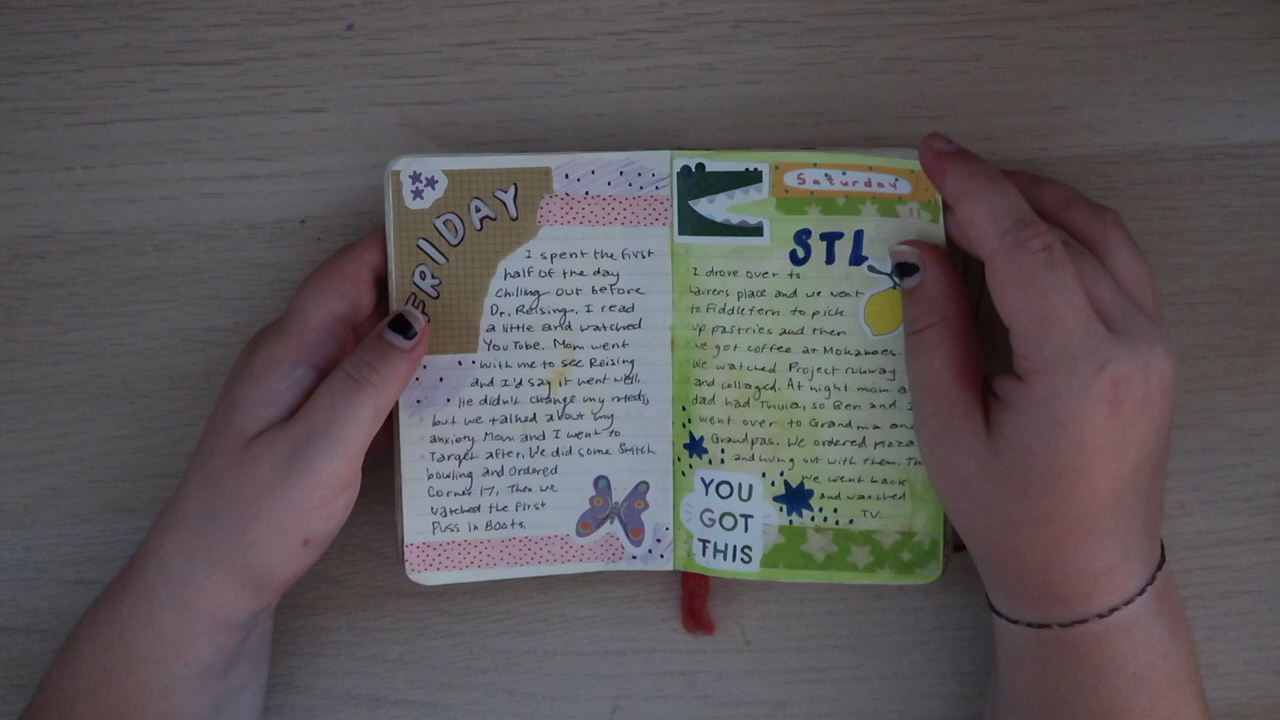 FRIDAY
I spent the first
half of the day
chilling out before
Dr. Reising. I read
a little and watched
YouTube. Mom went
with me to see Reising
and I'd say it went well.
He didn't change my meds,
but we talked about my
anxiety. Mom and I went to
Target after. We did some Switch
bowling and ordered
Corner 17. Then we
watched the first
Puss in Boots.
Saturday
11
STL
I drove over to
Laurens place and we went
to Fiddlefern to pick
up pastries and then
we got coffee at Mokabees.
We watched Project runway
and collaged. At night mom a
dad had Trivia, so Ben and I
went over to Grandma and
Grandpas. We ordered pizza
and hung out with them. Th
we went back
and watched
TV.
YOU
GOT
THIS